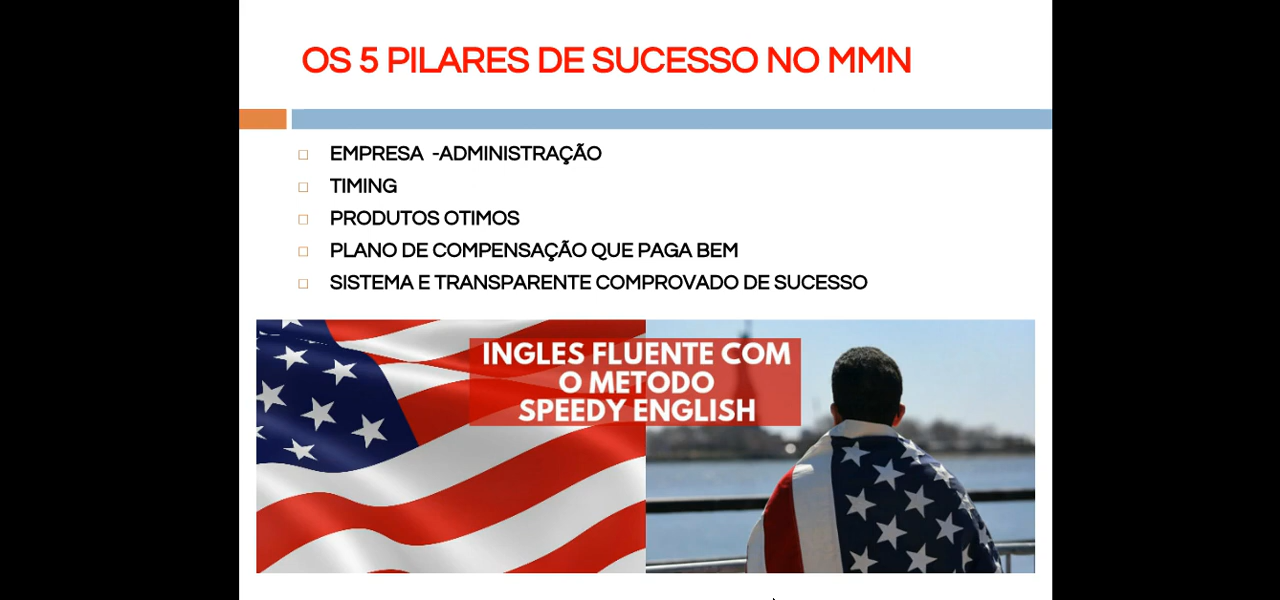 OS 5 PILARES DE SUCESSO NO MMN
EMPRESA -ADMINISTRAÇÃO
TIMING
PRODUTOS OTIMOS
PLANO DE COMPENSAÇÃO QUE PAGA BEM
SISTEMA E TRANSPARENTE COMPROVADO DE SUCESSO
INGLES FLUENTE COM
O METODO
SPEEDY ENGLISH